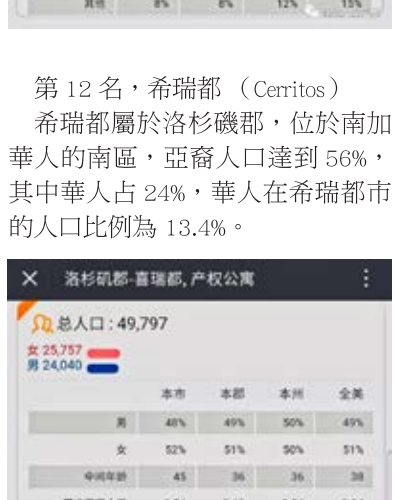 其他 8% 8% 12% 15%
第 12 名，希瑞都 （Cerritos）
希瑞都屬於洛杉磯郡，位於南加
華人的南區，亞裔人口達到 56%，
其中華人占 24%，華人在希瑞都市
的人口比例為 13.4%。
洛杉矶郡-喜瑞都, 产权公寓
总人口 : 49,797
女 25,757
男 24,040
本市 本郡 本州 全美
男 48% 49% 50% 49%
女 52% 51% 50% 51%
中间年龄 45 36 36 38